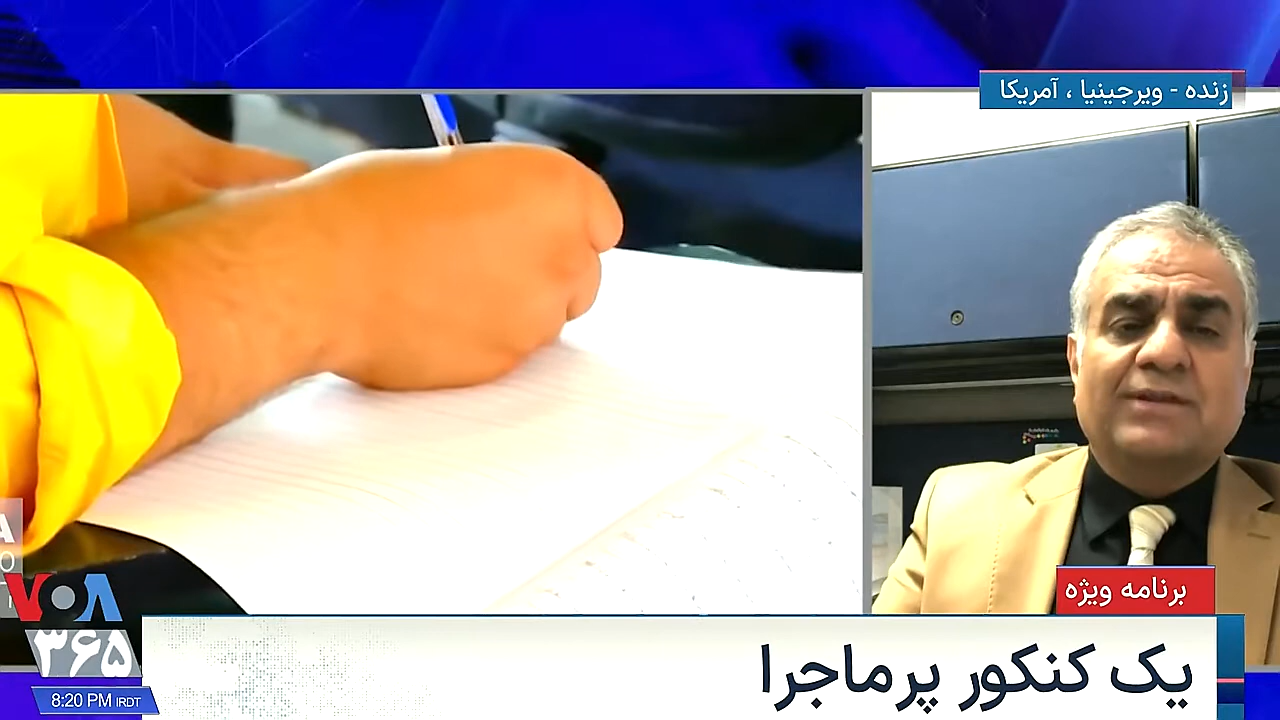 زنده - ویرجینیا ، آمریکا
برنامه ویژه
یک کنکور پرماجرا
VOA
۳۶۵
8:20 PM IRDT